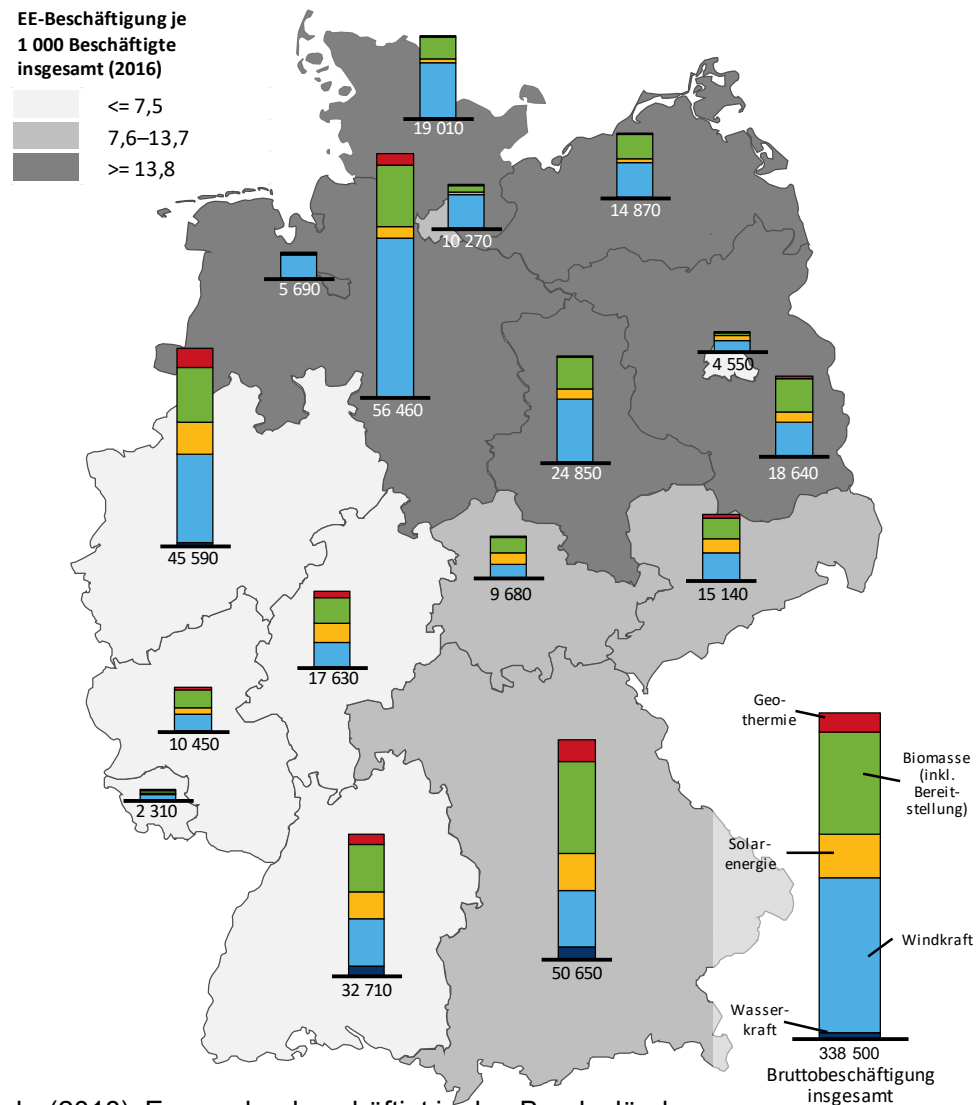 EE-Beschäftigung je
1 000 Beschäftigte
insgesamt (2016)
<= 7,5
7,6–13,7
>= 13,8
19 010
14 870
10 270
5 690
4 550
56 460
24 850
18 640
45 590
9 680
15 140
17 630
10 450
2 310
32 710
50 650
Geo-
thermie
Biomasse
(inkl.
Bereit-
stellung)
Solar-
energie
Windkraft
Wasser-
kraft
338 500
Bruttobeschäftigung
insgesamt